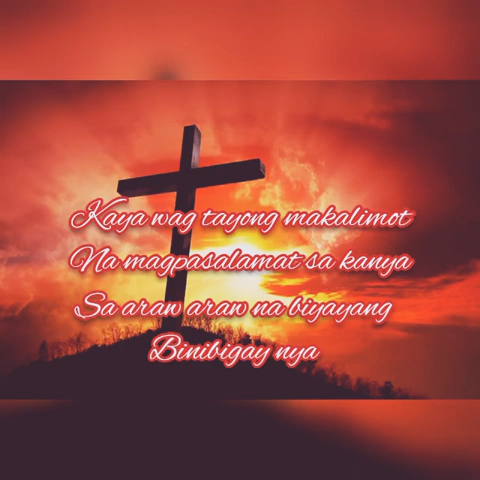 Kaya wag tayong makalimot
Na magpasalamat sa kanya
Sa araw araw na biyayang
Binibigay nya